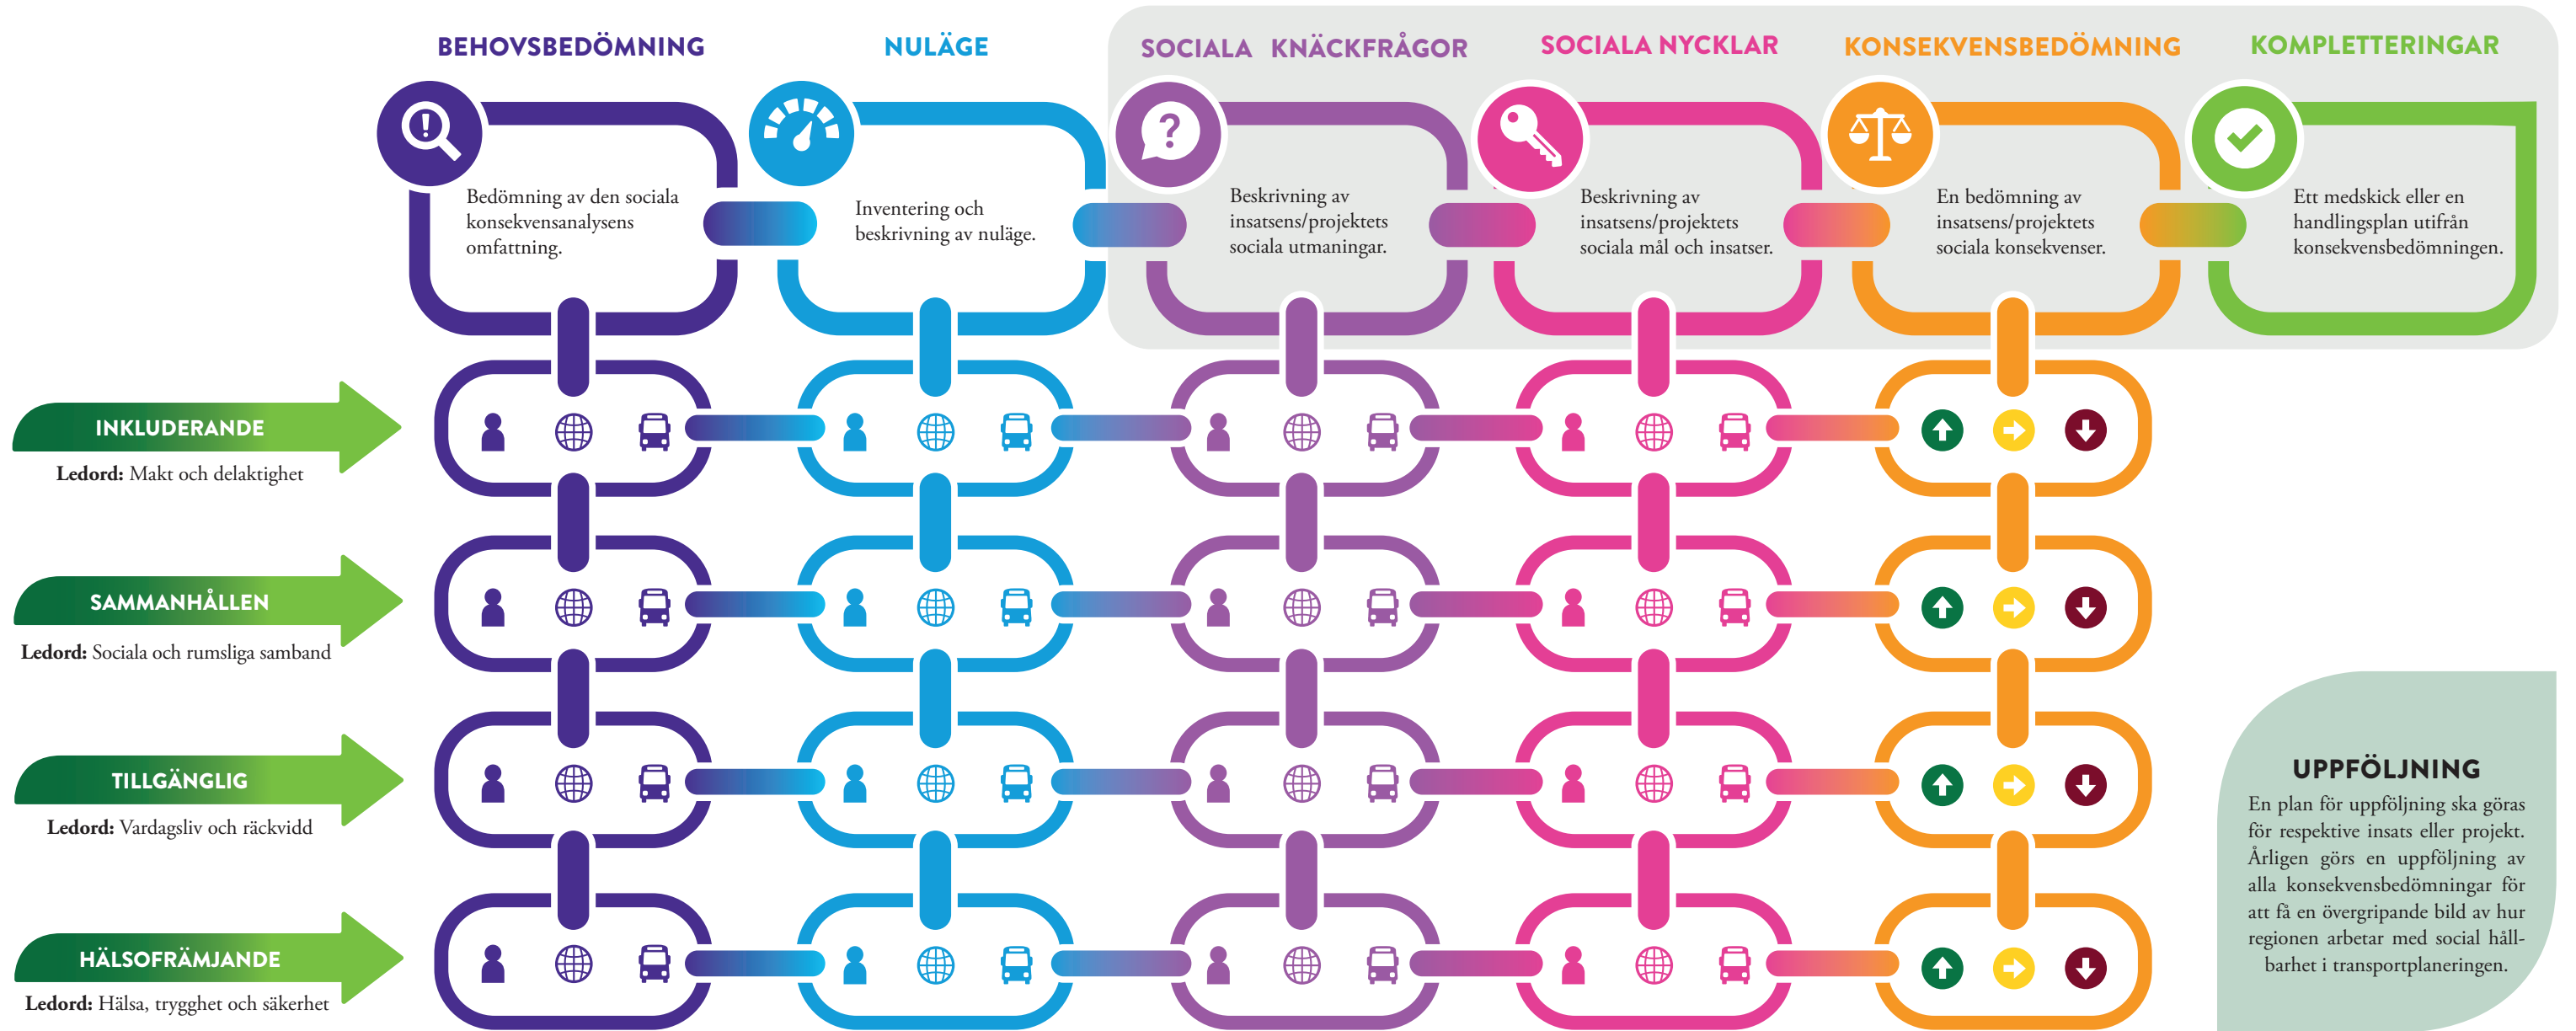 BEHOVSBEDÖMNING
NULÄGE
SOCIALA KNÄCKFRÅGOR
SOCIALA NYCKLAR
KONSEKVENSBEDÖMNING
KOMPLETTERINGAR
Bedömning av den sociala
konsekvensanalysens
omfattning.
Inventering och
beskrivning av nuläge.
Beskrivning av
insatsens/projektets
sociala utmaningar.
Beskrivning av
insatsens/projektets
sociala mål och insatser.
En bedömning av
insatsens/projektets
sociala konsekvenser.
Ett medskick eller en
handlingsplan utifrån
konsekvensbedömningen.
INKLUDERANDE
Ledord: Makt och delaktighet
SAMMANHÅLLEN
Ledord: Sociala och rumsliga samband
TILLGÄNGLIG
Ledord: Vardagsliv och räckvidd
HÄLSOFRÄMJANDE
Ledord: Hälsa, trygghet och säkerhet
UPPFÖLJNING
En plan för uppföljning ska göras
för respektive insats eller projekt.
Årligen görs en uppföljning av
alla konsekvensbedömningar för
att få en övergripande bild av hur
regionen arbetar med social håll-
barhet i transportplaneringen.